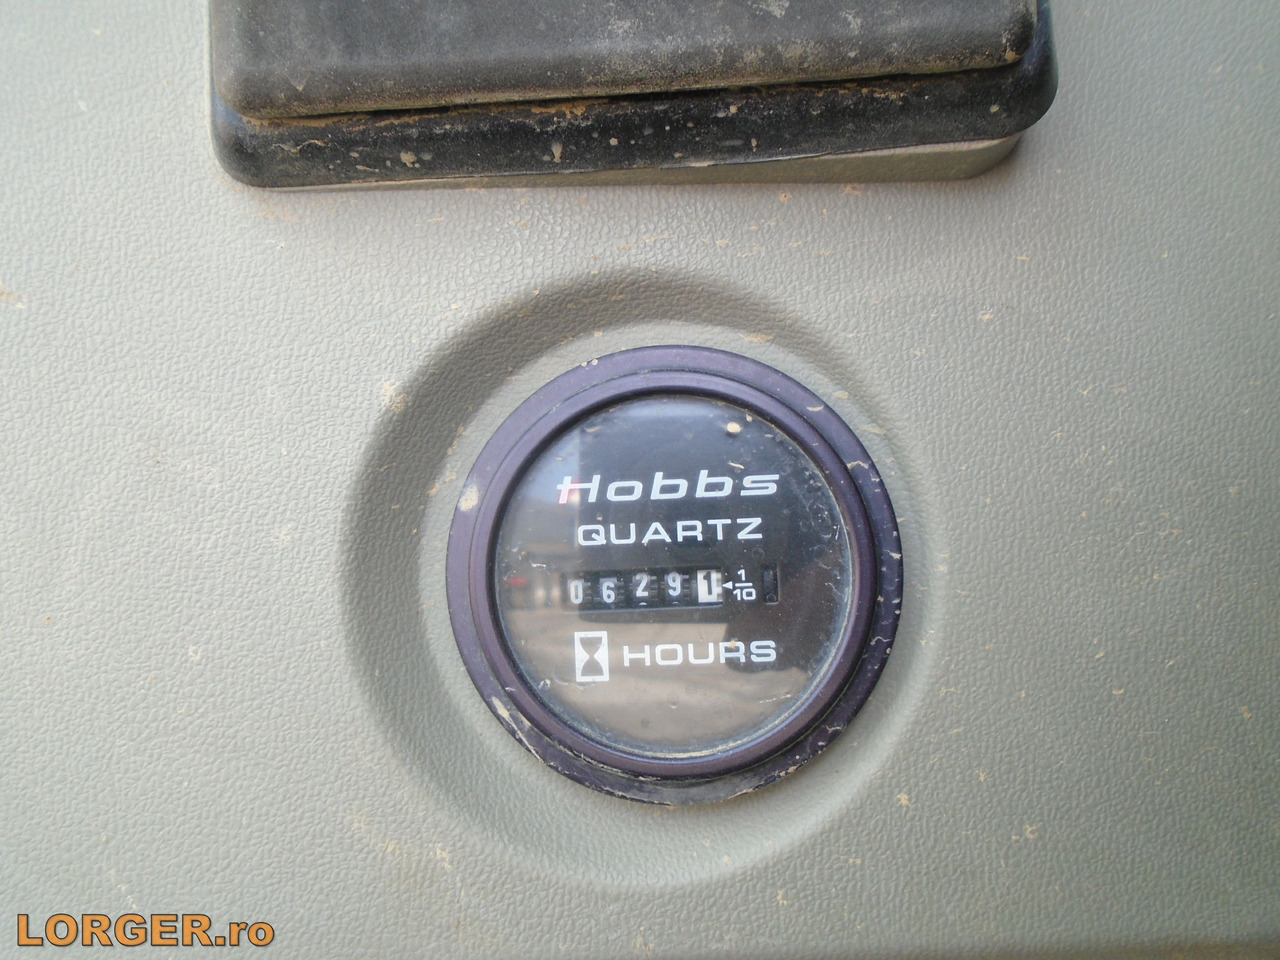 Hobbs
QUARTZ
06291 ◄ 1/10
HOURS
LORGER.ro